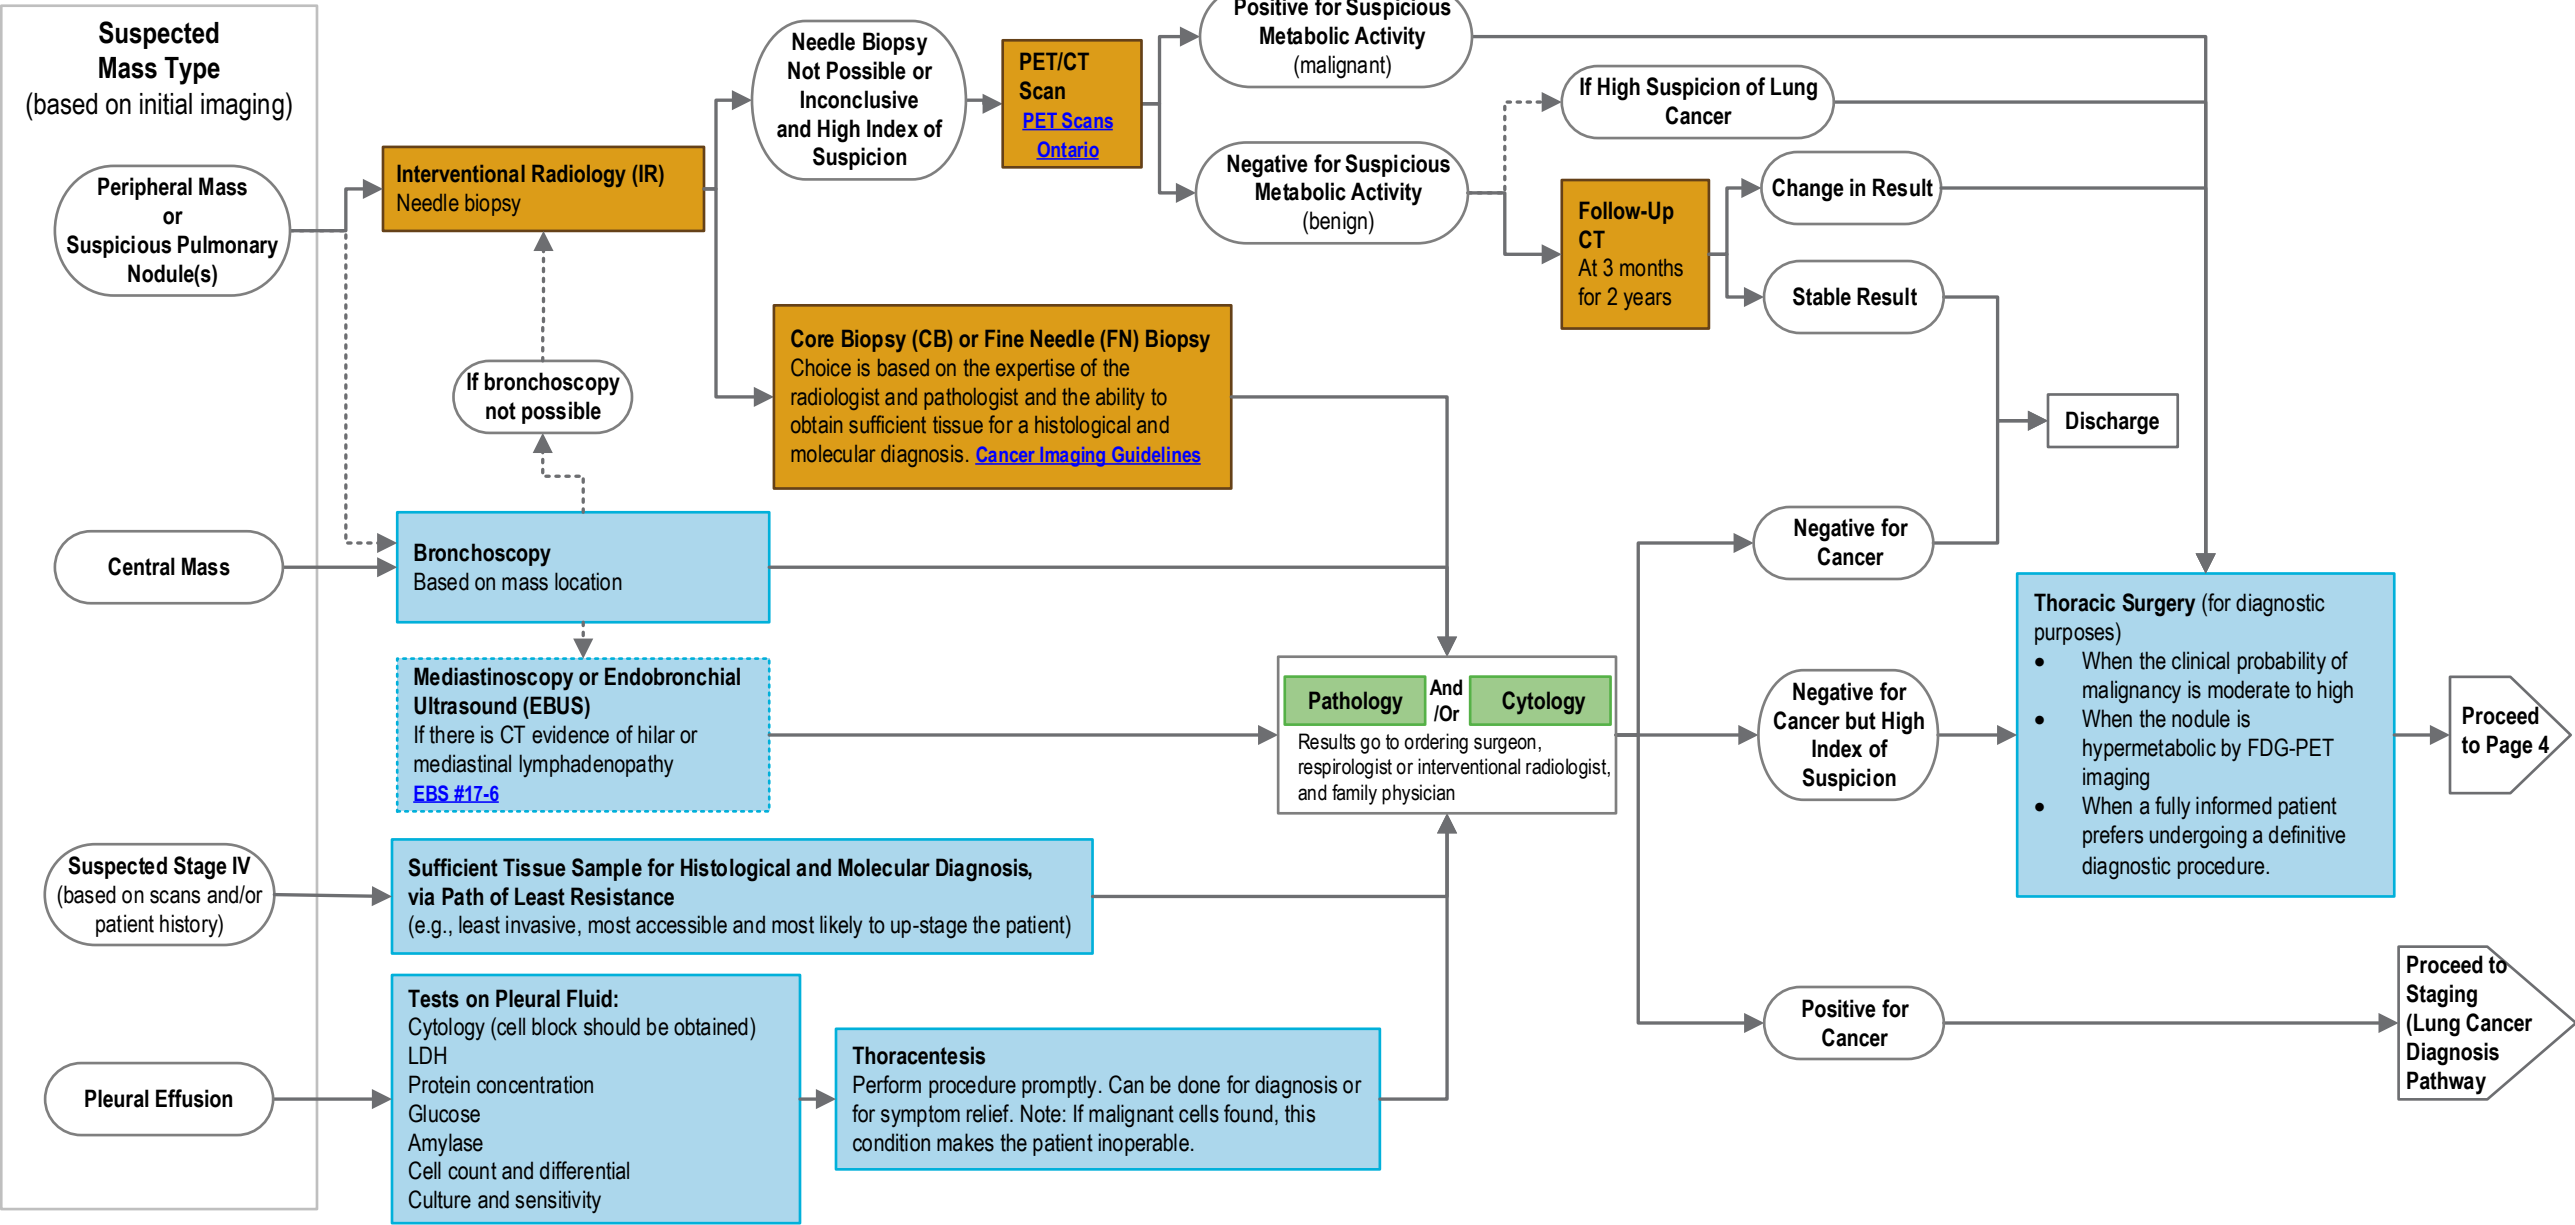 Suspected
Mass Type
(based on initial imaging)
Peripheral Mass
or
Suspicious Pulmonary
Nodule(s)
Central Mass
Suspected Stage IV
(based on scans and/or
patient history)
Pleural Effusion
Interventional Radiology (IR)
Needle biopsy
If bronchoscopy
not possible
Bronchoscopy
Based on mass location
Mediastinoscopy or Endobronchial
Ultrasound (EBUS)
If there is CT evidence of hilar or
mediastinal lymphadenopathy
EBS #17-6
Sufficient Tissue Sample for Histological and Molecular Diagnosis,
via Path of Least Resistance
(e.g., least invasive, most accessible and most likely to up-stage the patient)
Tests on Pleural Fluid:
Cytology (cell block should be obtained)
LDH
Protein concentration
Glucose
Amylase
Cell count and differential
Culture and sensitivity
Thoracentesis
Perform procedure promptly. Can be done for diagnosis or
for symptom relief. Note: If malignant cells found, this
condition makes the patient inoperable.
Needle Biopsy
Not Possible or
Inconclusive
and High Index of
Suspicion
Core Biopsy (CB) or Fine Needle (FN) Biopsy
Choice is based on the expertise of the
radiologist and pathologist and the ability to
obtain sufficient tissue for a histological and
molecular diagnosis. Cancer Imaging Guidelines
PET/CT
Scan
PET Scans
Ontario
Positive for Suspicious
Metabolic Activity
(malignant)
Negative for Suspicious
Metabolic Activity
(benign)
If High Suspicion of Lung
Cancer
Follow-Up
CT
At 3 months
for 2 years
Change in Result
Stable Result
Discharge
Pathology
And
/Or
Cytology
Results go to ordering surgeon,
respirologist or interventional radiologist,
and family physician
Negative for
Cancer
Negative for
Cancer but High
Index of
Suspicion
Positive for
Cancer
Thoracic Surgery (for diagnostic
purposes)
• When the clinical probability of
malignancy is moderate to high
• When the nodule is
hypermetabolic by FDG-PET
imaging
• When a fully informed patient
prefers undergoing a definitive
diagnostic procedure.
Proceed
to Page 4
Proceed to
Staging
(Lung Cancer
Diagnosis
Pathway